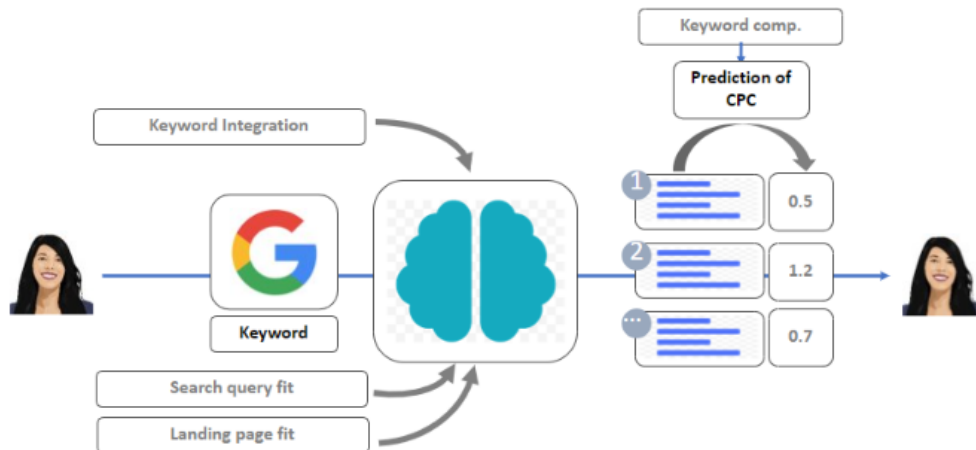 Keyword comp.
Prediction of
CPC
Keyword Integration
1
0.5
2
1.2
Keyword
...
0.7
Search query fit
Landing page fit